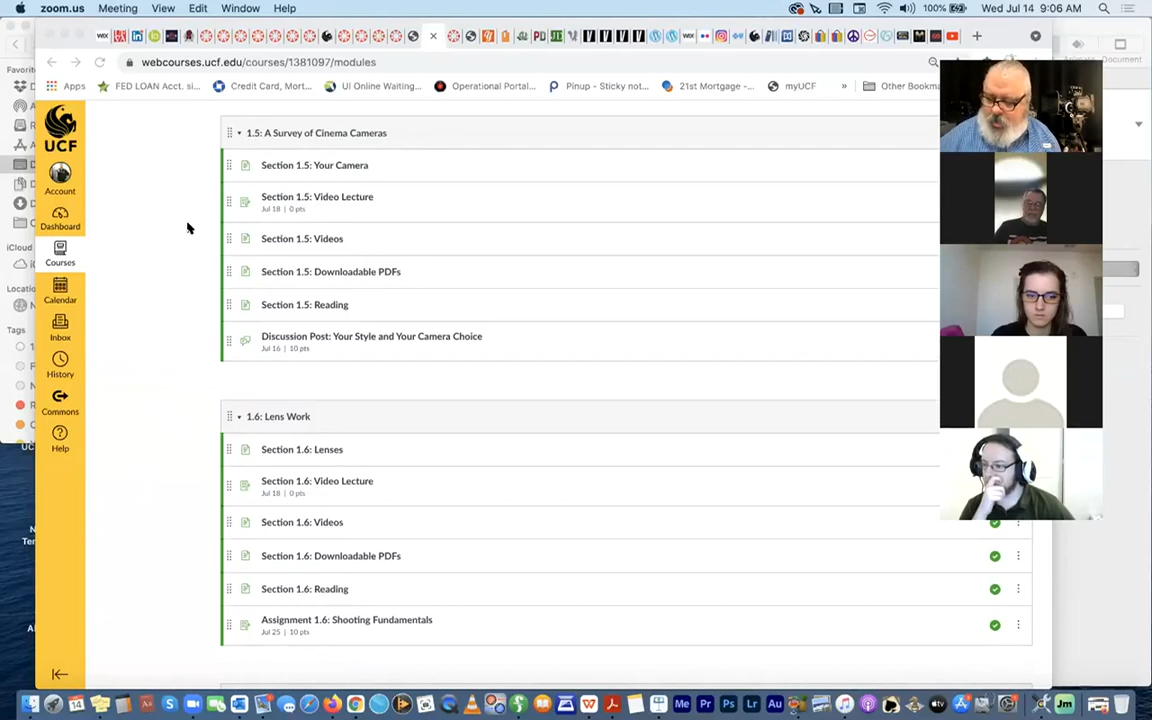 zoom.us Meeting View Edit Window Help 100% Wed Jul 14 9:06 AM
webcourses.ucf.edu/courses/1381097/modules
Apps FED LOAN Acct. si... Credit Card, Mort... UI Online Waiting... Operational Portal... Pinup - Sticky not... 21st Mortgage -... myUCF » Other Bookma
Favorit
iCloud
Locatio
Tags
UCF
Account
Dashboard
Courses
Calendar
Inbox
History
Commons
Help
1.5: A Survey of Cinema Cameras
Section 1.5: Your Camera
Section 1.5: Video Lecture
Jul 18 | 0 pts
Section 1.5: Videos
Section 1.5: Downloadable PDFs
Section 1.5: Reading
Discussion Post: Your Style and Your Camera Choice
Jul 16 | 10 pts
1.6: Lens Work
Section 1.6: Lenses
Section 1.6: Video Lecture
Jul 18 | 0 pts
Section 1.6: Videos
Section 1.6: Downloadable PDFs
Section 1.6: Reading
Assignment 1.6: Shooting Fundamentals
Jul 25 | 10 pts